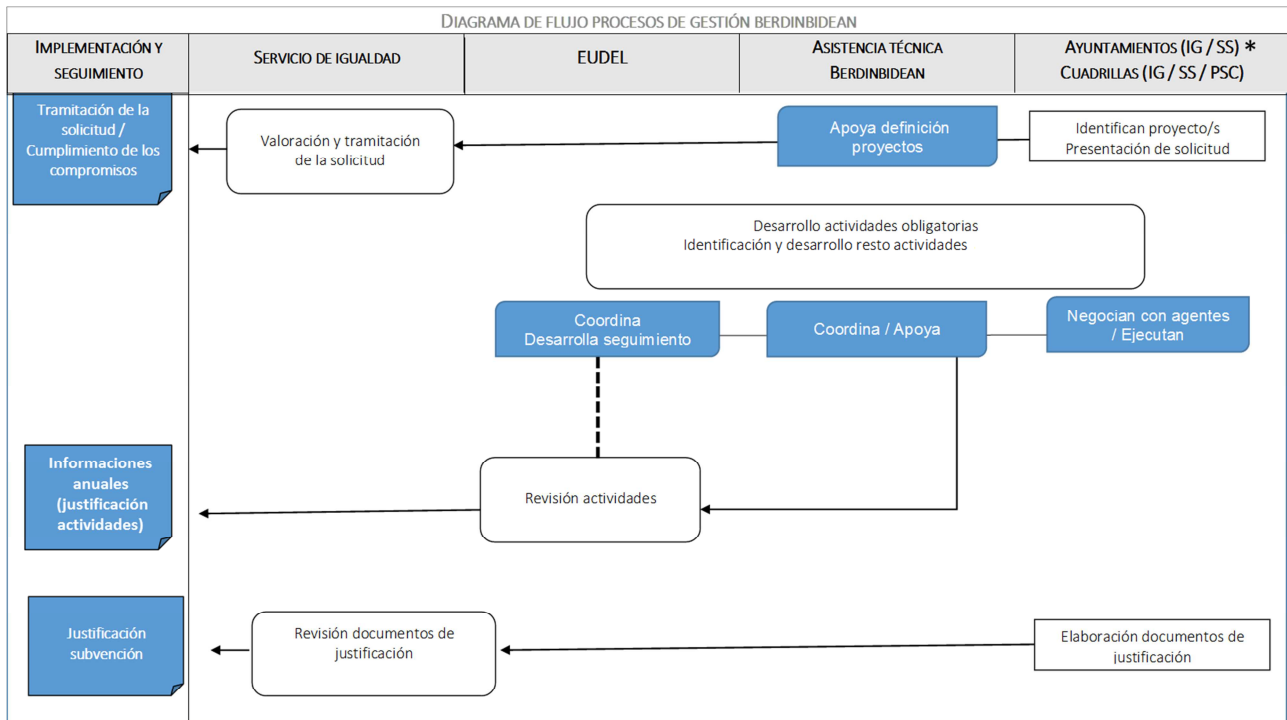 DIAGRAMA DE FLUJO PROCESOS DE GESTIÓN BERDINBIDEAN
IMPLEMENTACIÓN Y
SEGUIMIENTO
SERVICIO DE IGUALDAD
EUDEL
ASISTENCIA TÉCNICA
BERDINBIDEAN
AYUNTAMIENTOS (IG / SS) *
CUADRILLAS (IG / SS / PSC)
Tramitación de la
solicitud /
Cumplimiento de los
compromisos
Valoración y tramitación
de la solicitud
Apoya definición
proyectos
Identifican proyecto/s
Presentación de solicitud
Desarrollo actividades obligatorias
Identificación y desarrollo resto actividades
Coordina
Desarrolla seguimiento
Coordina / Apoya
Negocian con agentes
/ Ejecutan
Informaciones
anuales
(justificación
actividades)
Revisión actividades
Justificación
subvención
Revisión documentos de
justificación
Elaboración documentos de
justificación